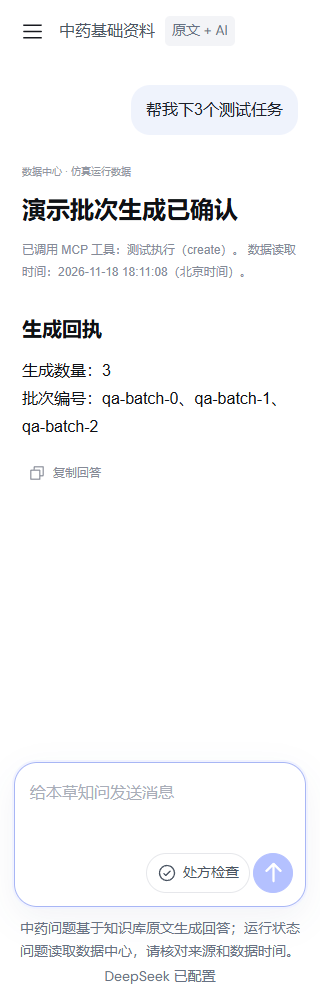 中药基础资料 原文 + AI
帮我下3个测试任务
数据中心 · 仿真运行数据
演示批次生成已确认
已调用 MCP 工具：测试执行（create）。 数据读取
时间：2026-11-18 18:11:08（北京时间）。
生成回执
生成数量：3
批次编号：qa-batch-0、qa-batch-1、
qa-batch-2
复制回答
给本草知问发送消息
处方检查
中药问题基于知识库原文生成回答；运行状态
问题读取数据中心，请核对来源和数据时间。
DeepSeek 已配置